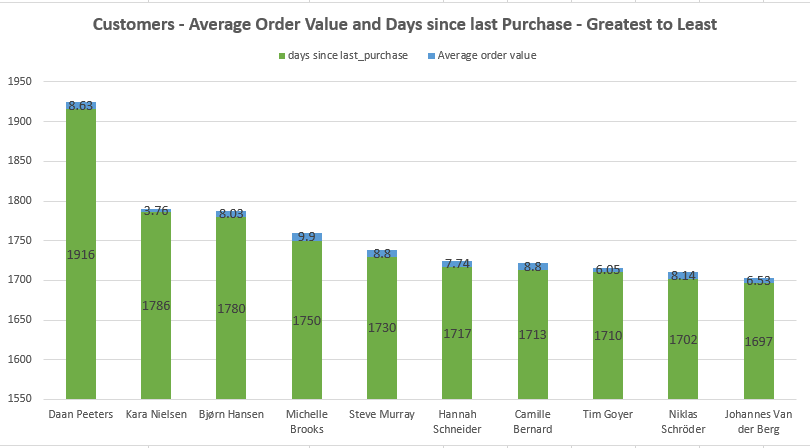 Customers - Average Order Value and Days since last Purchase - Greatest to Least
days since last_purchase Average order value
1950
1900
1850
1800
1750
1700
1650
1600
1550
8.63
3.76
8.03
9.9
8.8
7.74
8.8
6.05
8.14
6.53
1916
1786
1780
1750
1730
1717
1713
1710
1702
1697
Daan Peeters
Kara Nielsen
Bjørn Hansen
Michelle
Brooks
Steve Murray
Hannah
Schneider
Camille
Bernard
Tim Goyer
Niklas
Schröder
Johannes Van
der Berg